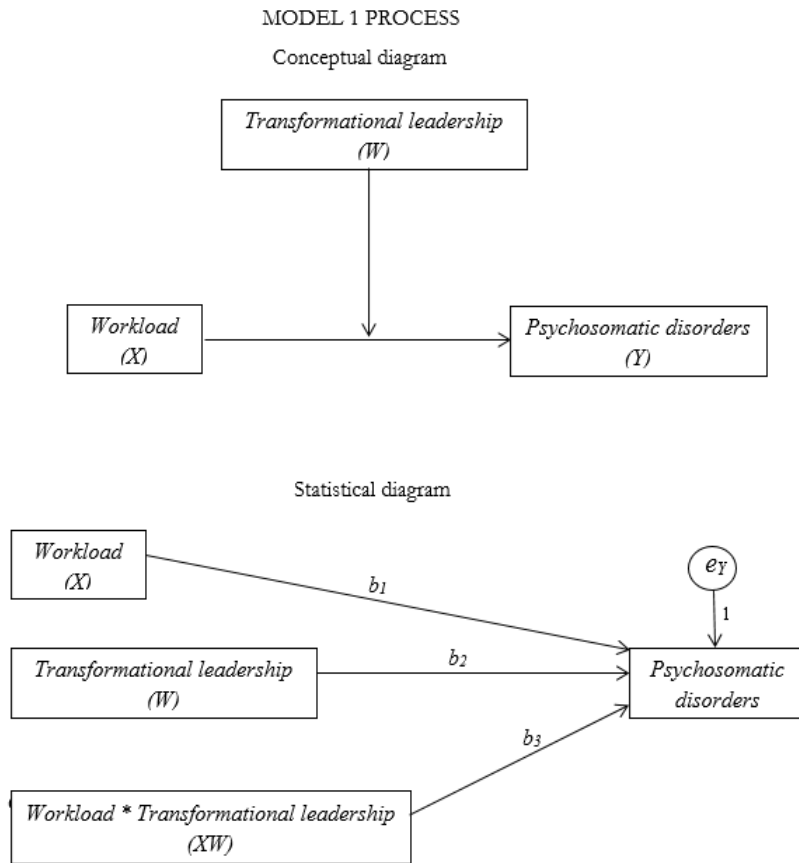 MODEL 1 PROCESS
Conceptual diagram
Transformational leadership
(W)
Workload
(X)
Psychosomatic disorders
(Y)
Statistical diagram
Workload
(X)
b1
eY
1
Transformational leadership
(W)
b2
Psychosomatic
disorders
b3
Workload * Transformational leadership
(XW)